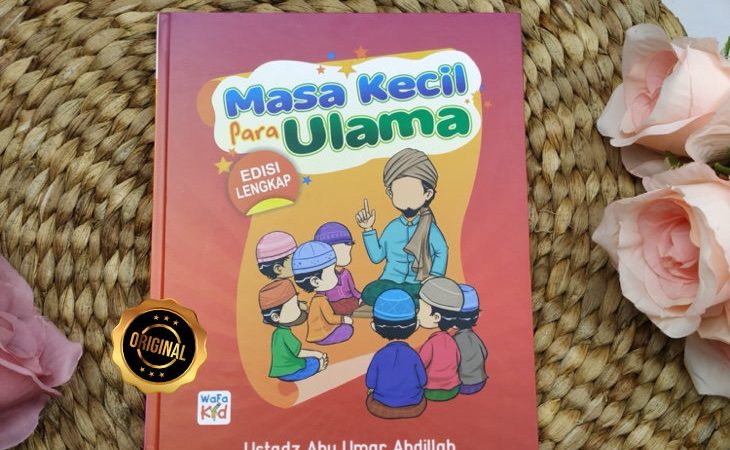 Masa Kecil
Para Ulama
EDISI
LENGKAP
ORIGINAL
WaFa
Kid
Ustadz Abu Umar Abdillah